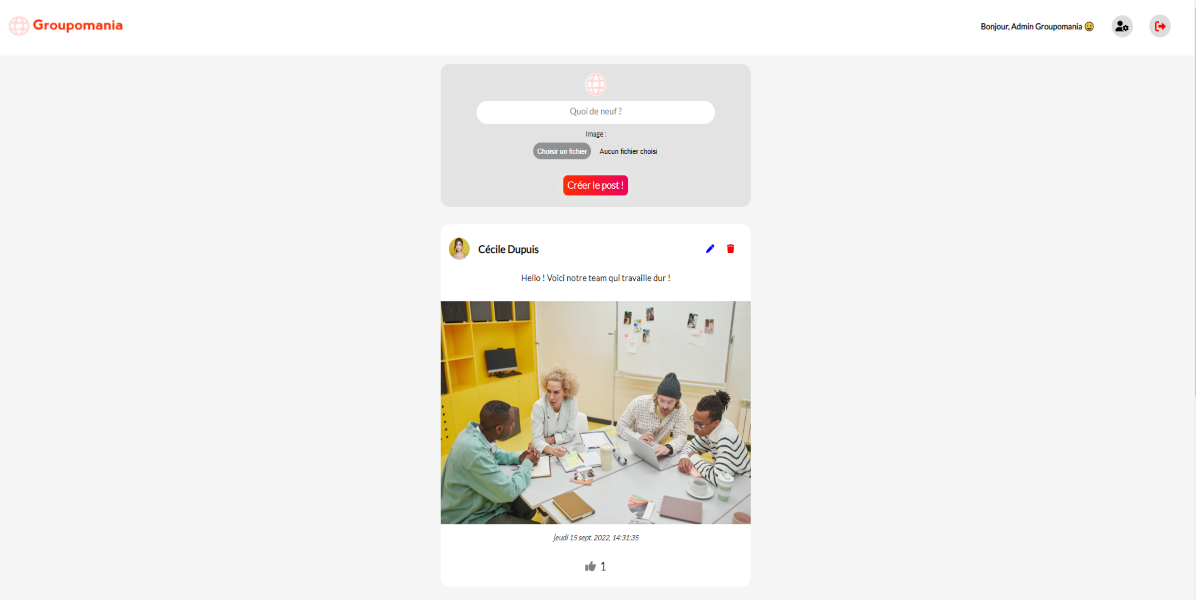 Groupomania
Bonjour, Admin Groupomania 😀
Quoi de neuf ?
Image :
Choisir un fichier Aucun fichier choisi
Créer le post !
Cécile Dupuis
Hello ! Voici notre team qui travaille dur !
jeudi 15 sept. 2022, 14:31:35
1